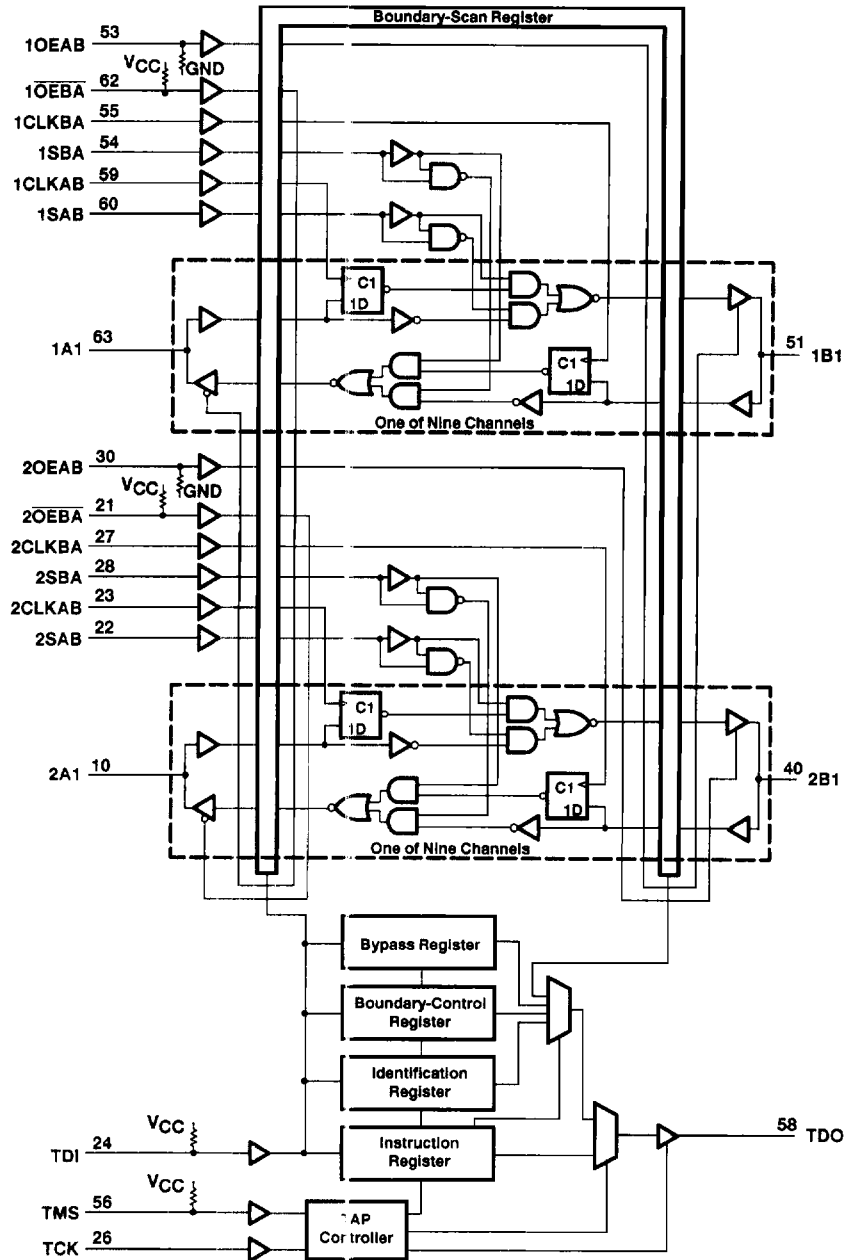 Boundary-Scan Register
1OEAB 53
VCC GND
1OEBA 62
1CLKBA 55
1SBA 54
1CLKAB 59
1SAB 60
C1
1D
1A1 63
51 1B1
C1
1D
One of Nine Channels
2OEAB 30
VCC GND
2OEBA 21
2CLKBA 27
2SBA 28
2CLKAB 23
2SAB 22
C1
1D
2A1 10
40 2B1
C1
1D
One of Nine Channels
Bypass Register
Boundary-Control
Register
Identification
Register
VCC
TDI 24
Instruction
Register
58 TDO
VCC
TMS 56
TAP
Controller
TCK 26